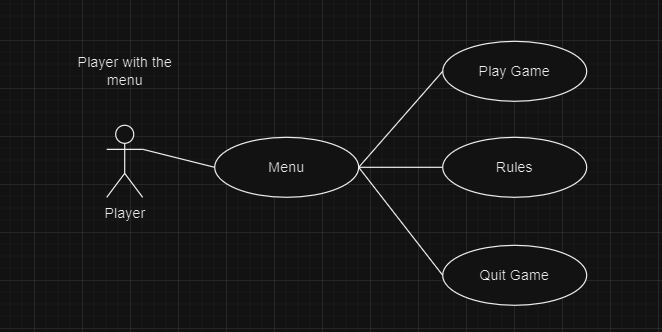 Player with the
menu
Play Game
Menu
Rules
Player
Quit Game